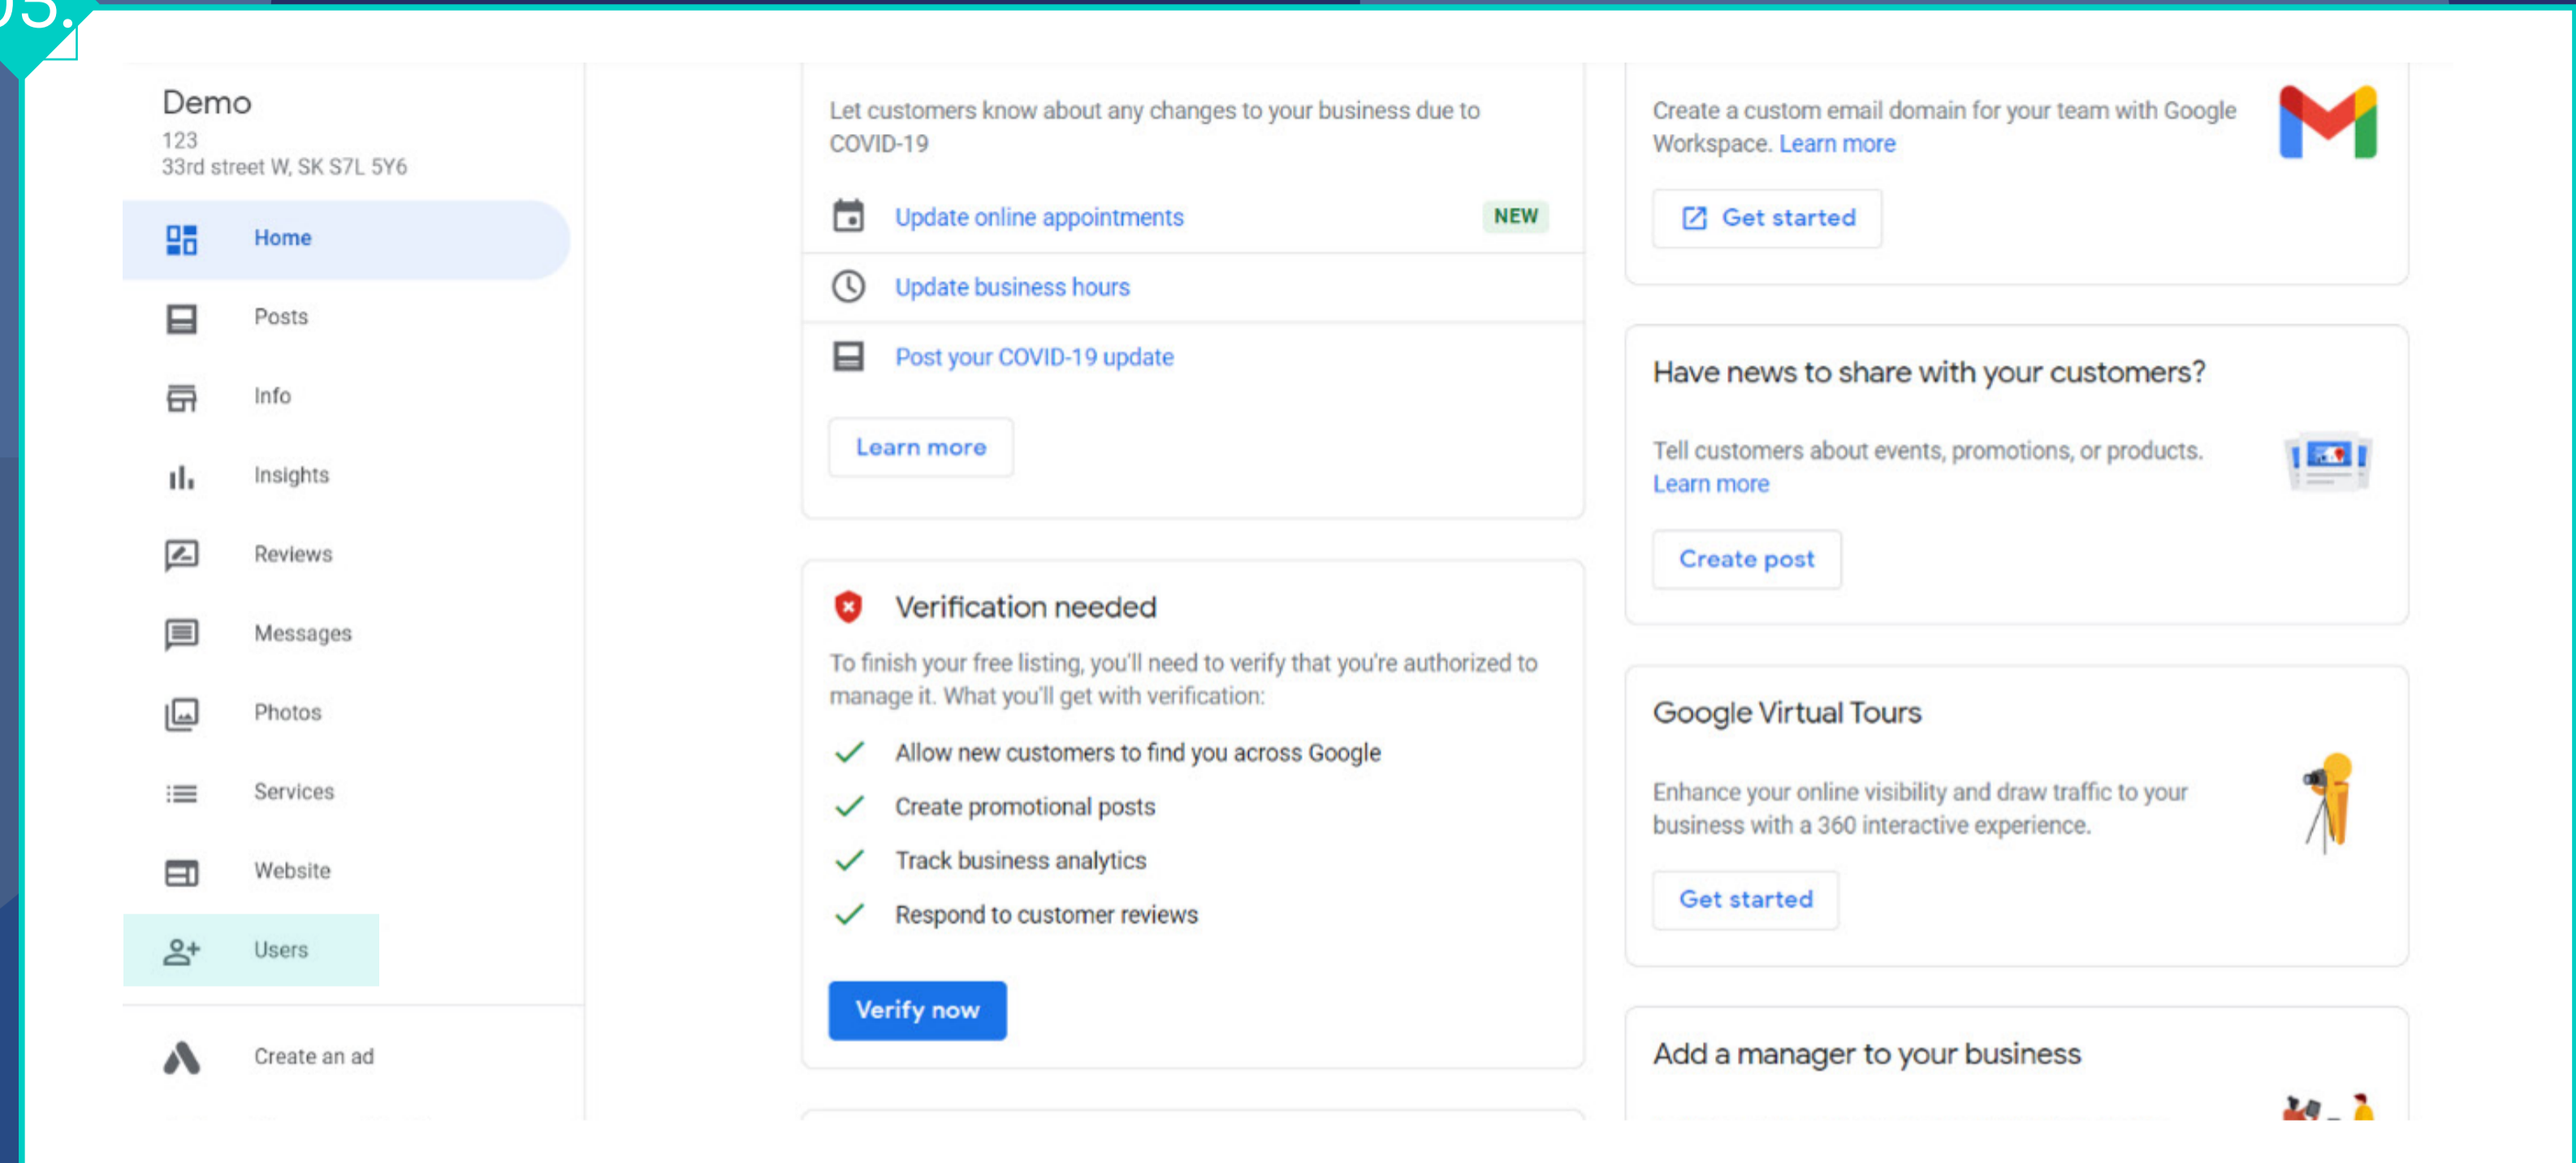 05.
Demo
123
33rd street W, SK S7L 5Y6
Home
Posts
Info
Insights
Reviews
Messages
Photos
Services
Website
Users
Create an ad
Let customers know about any changes to your business due to
COVID-19
Update online appointments
NEW
Update business hours
Post your COVID-19 update
Learn more
Verification needed
To finish your free listing, you'll need to verify that you're authorized to
manage it. What you'll get with verification:
Allow new customers to find you across Google
Create promotional posts
Track business analytics
Respond to customer reviews
Verify now
Create a custom email domain for your team with Google
Workspace. Learn more
Get started
Have news to share with your customers?
Tell customers about events, promotions, or products.
Learn more
Create post
Google Virtual Tours
Enhance your online visibility and draw traffic to your
business with a 360 interactive experience.
Get started
Add a manager to your business